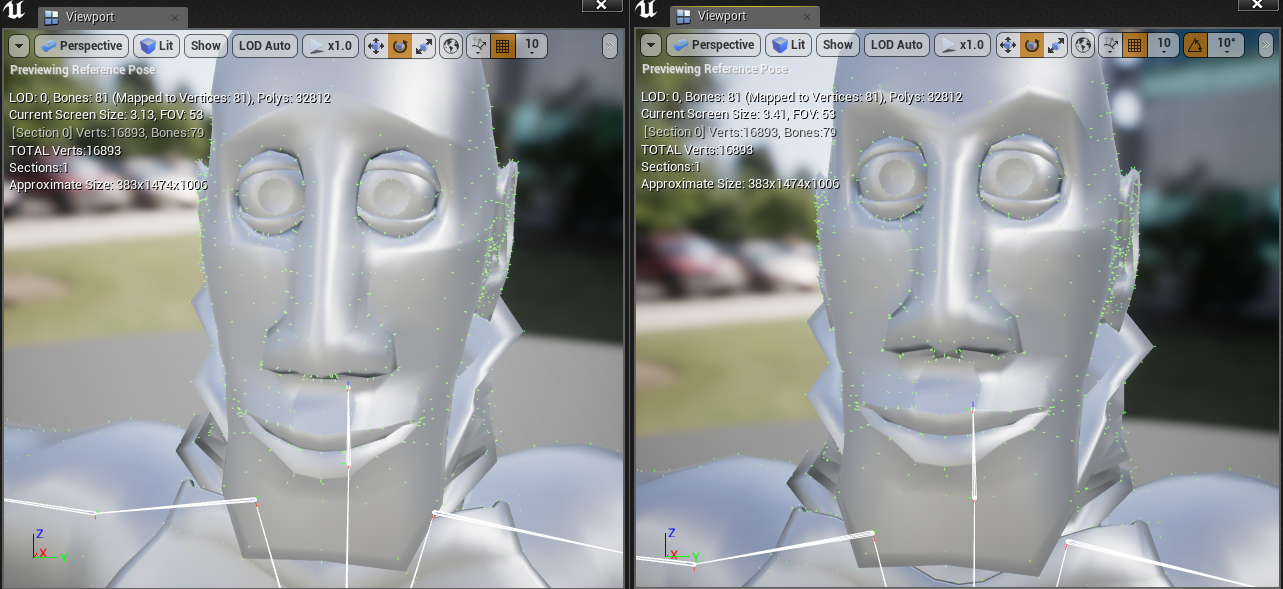 Viewport
Perspective Lit Show LOD Auto x1.0 10
Previewing Reference Pose
LOD: 0, Bones: 81 (Mapped to Vertices: 81), Polys: 32812
Current Screen Size: 3.13, FOV: 53
[Section 0] Verts:16893, Bones:79
TOTAL Verts:16893
Sections:1
Approximate Size: 383x1474x1006
Z
X Y
Viewport
Perspective Lit Show LOD Auto x1.0 10 10°
Previewing Reference Pose
LOD: 0, Bones: 81 (Mapped to Vertices: 81), Polys: 32812
Current Screen Size: 3.41, FOV: 53
[Section 0] Verts:16893, Bones:79
TOTAL Verts:16893
Sections:1
Approximate Size: 383x1474x1006
Z
X Y